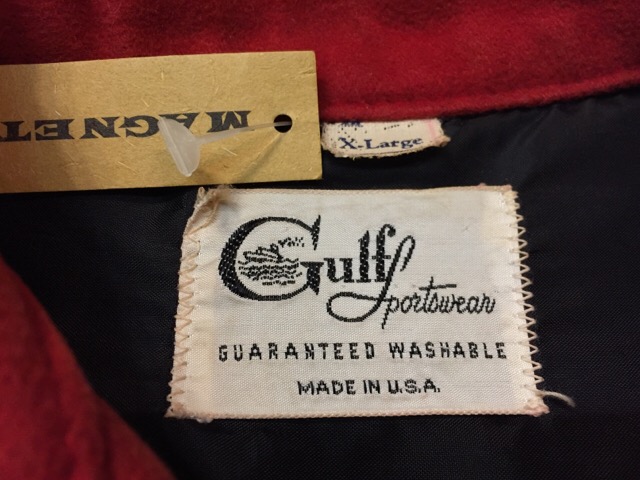 MAGNET
X-Large
Gulf Sportswear
GUARANTEED WASHABLE
MADE IN U.S.A.